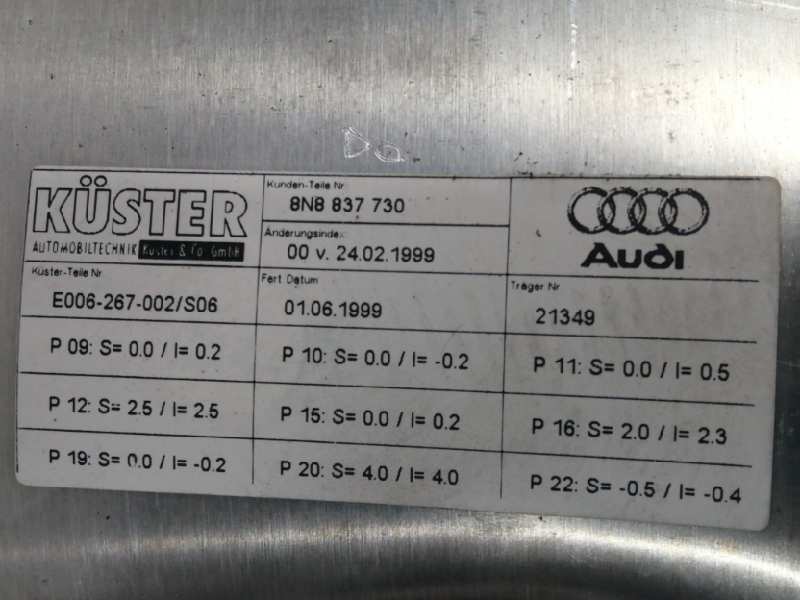 KÜSTER
AUTOMOBILTECHNIK Küster & Co. GmbH
Kunden-Teile Nr.
8N8 837 730
Änderungsindex:
00 v. 24.02.1999
Audi
Küster-Teile Nr
E006-267-002/S06
Fert Datum
01.06.1999
Träger Nr
21349
P 09: S= 0.0 / I= 0.2
P 10: S= 0.0 / I= -0.2
P 11: S= 0.0 / I= 0.5
P 12: S= 2.5 / I= 2.5
P 15: S= 0.0 / I= 0.2
P 16: S= 2.0 / I= 2.3
P 19: S= 0.0 / I= -0.2
P 20: S= 4.0 / I= 4.0
P 22: S= -0.5 / I= -0.4